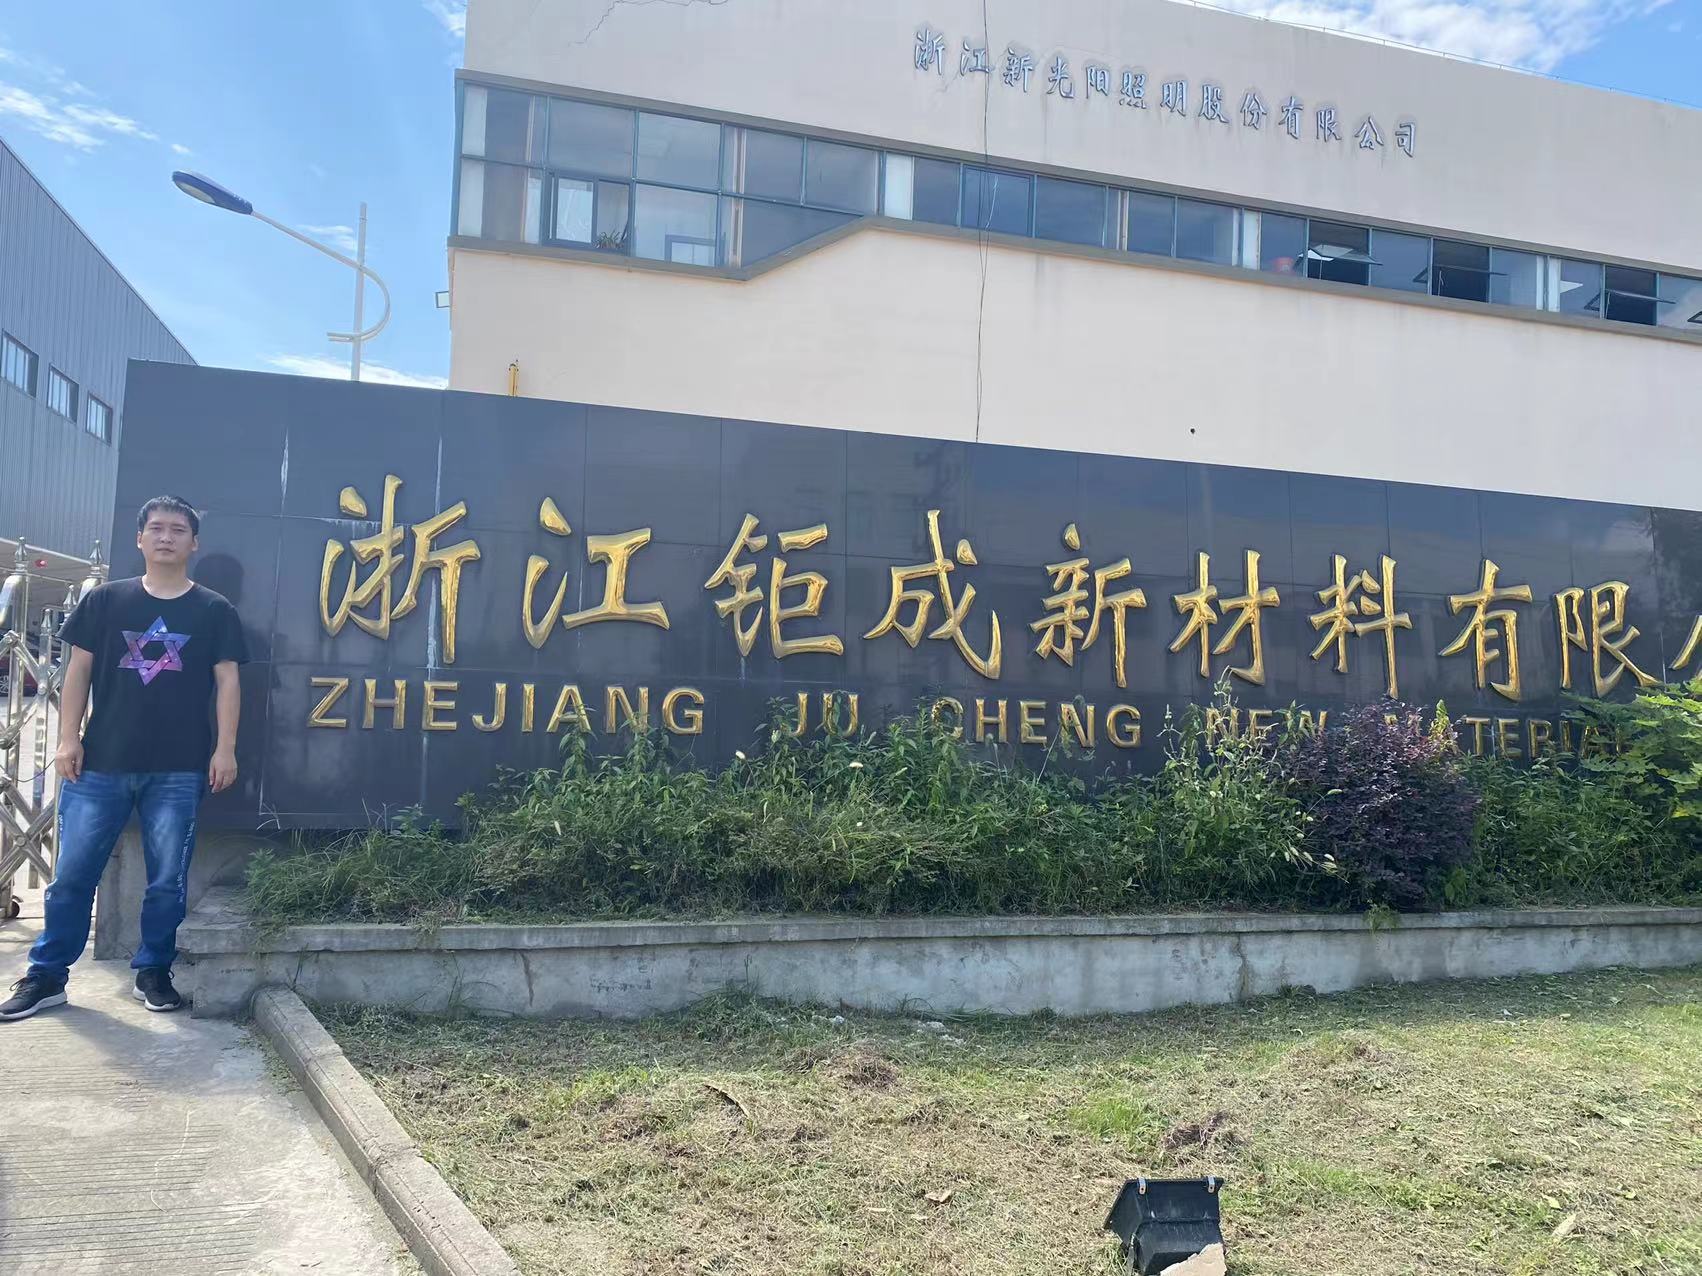 浙江新光阳照明股份有限公司
浙江钜成新材料有限
ZHEJIANG JU CHENG NEW MATERIAL